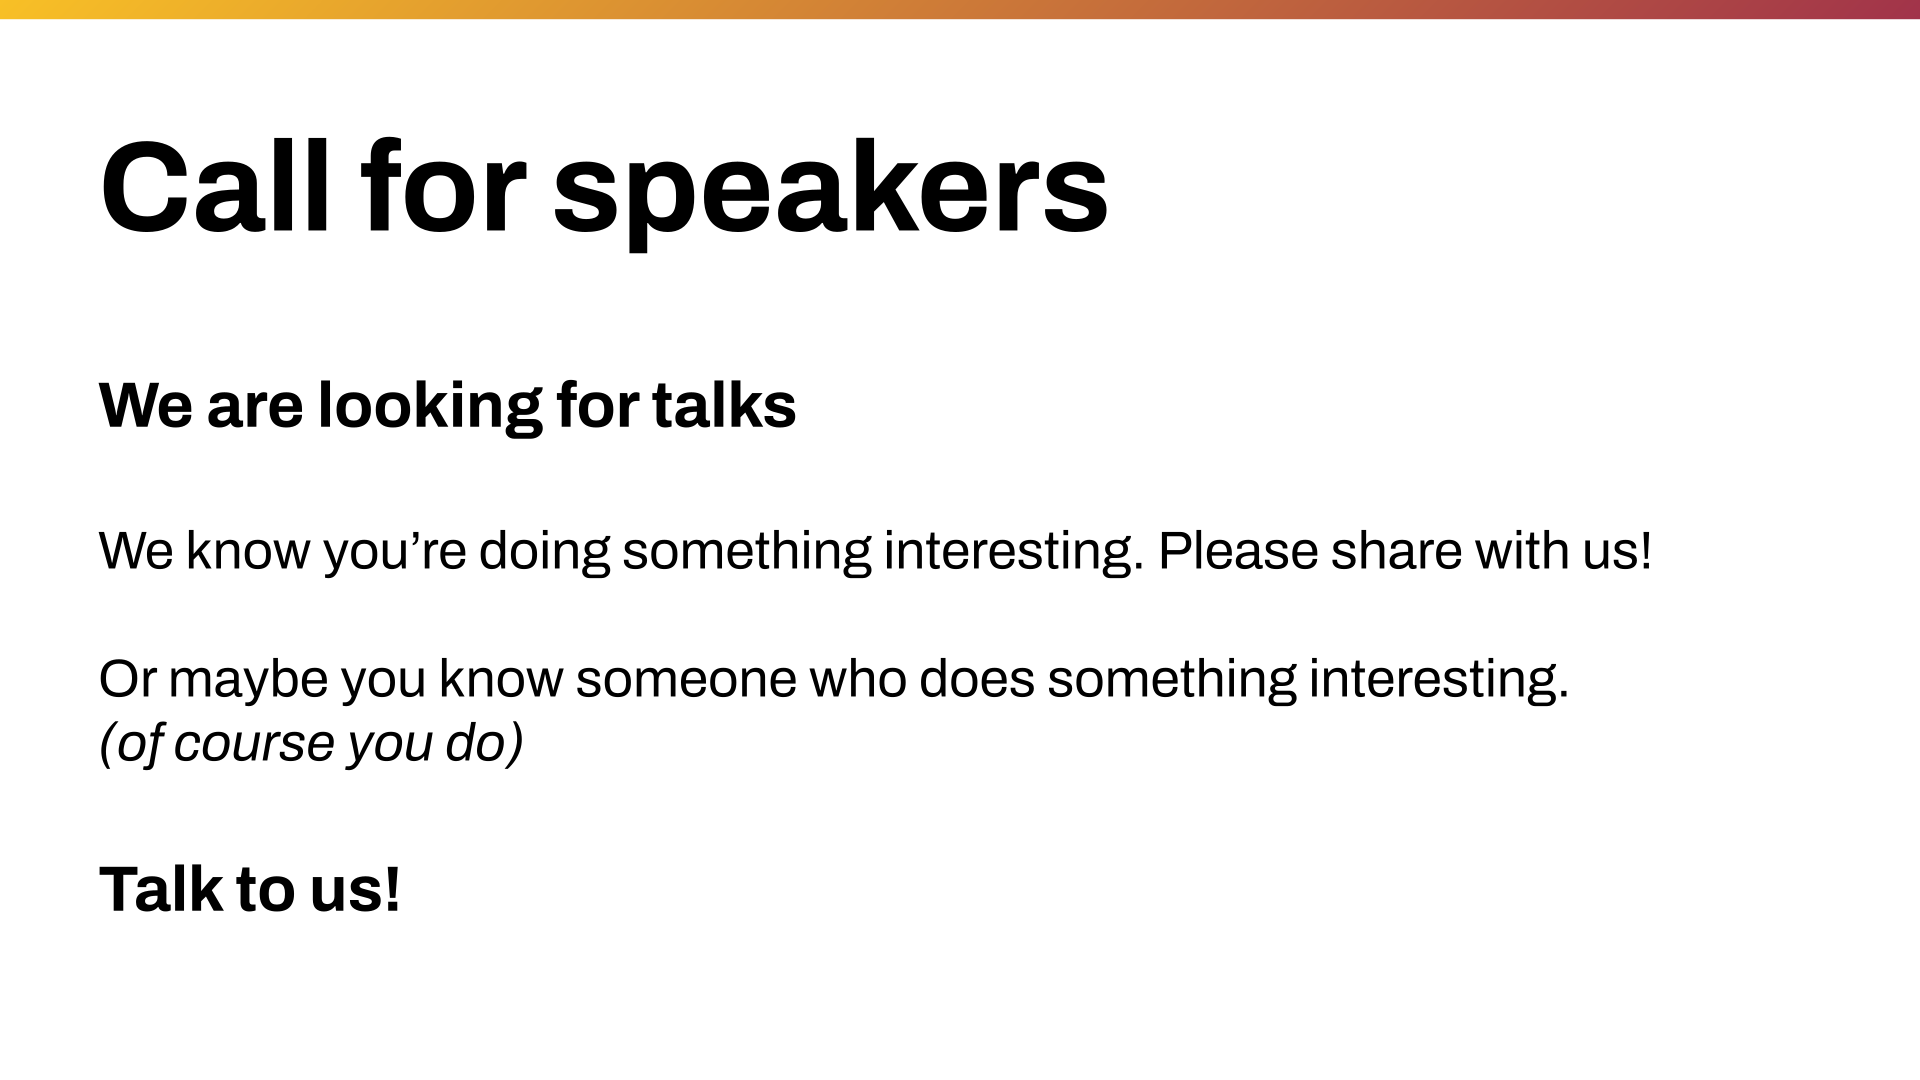 Call for speakers
We are looking for talks
We know you’re doing something interesting. Please share with us!
Or maybe you know someone who does something interesting.
(of course you do)
Talk to us!